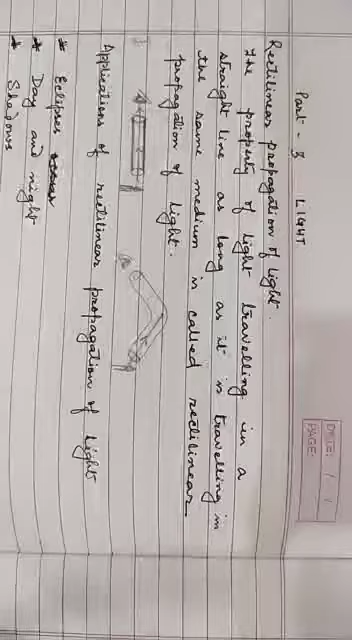 DATE: / /
PAGE:
Part - 3 LIGHT
Rectilinear propagation of light.
The property of light travelling in a
straight line as long as it is travelling in
the same medium is called rectilinear
propagation of light.
Applications of rectilinear propagation of light
* Eclipses
* Day and night
* Shadows